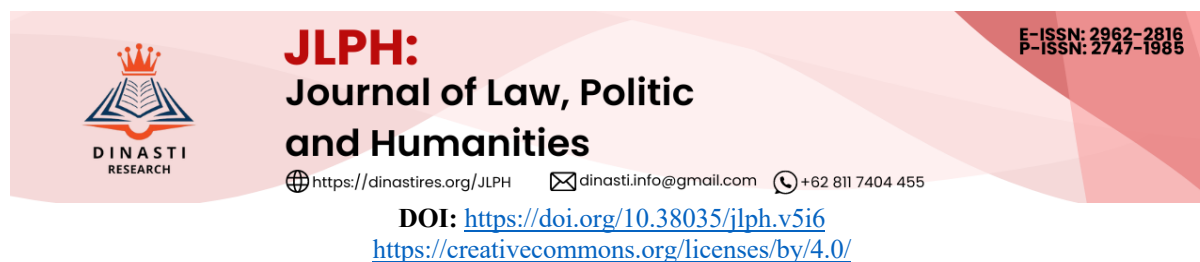 JLPH:
Journal of Law, Politic
and Humanities
DINASTI
RESEARCH
https://dinastires.org/JLPH
dinasti.info@gmail.com
+62 811 7404 455
E-ISSN: 2962-2816
P-ISSN: 2747-1985
DOI: https://doi.org/10.38035/jlph.v5i6
https://creativecommons.org/licenses/by/4.0/